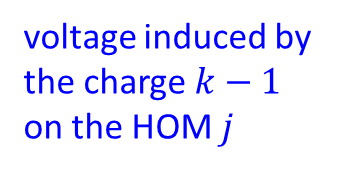 voltage induced by
the charge k − 1
on the HOM j